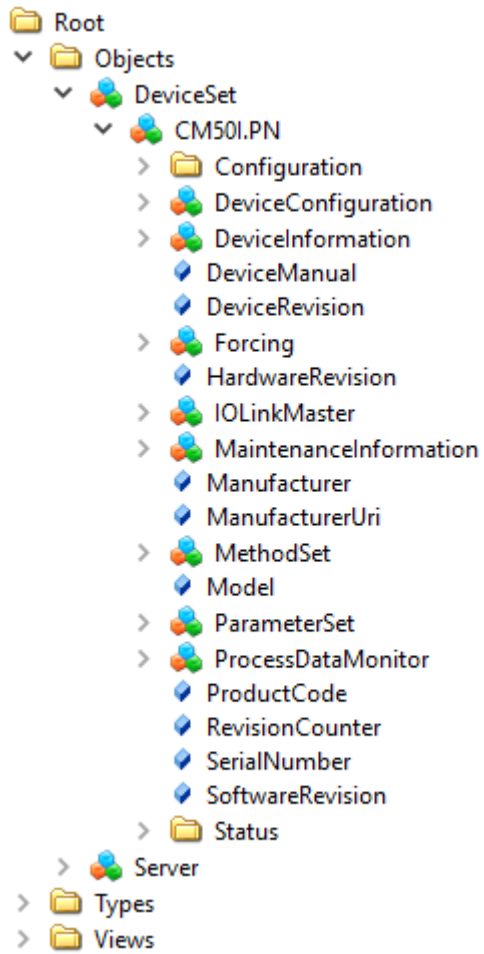 Root
Objects
DeviceSet
CM50I.PN
Configuration
DeviceConfiguration
DeviceInformation
DeviceManual
DeviceRevision
Forcing
HardwareRevision
IOLinkMaster
MaintenanceInformation
Manufacturer
ManufacturerUri
MethodSet
Model
ParameterSet
ProcessDataMonitor
ProductCode
RevisionCounter
SerialNumber
SoftwareRevision
Status
Server
Types
Views